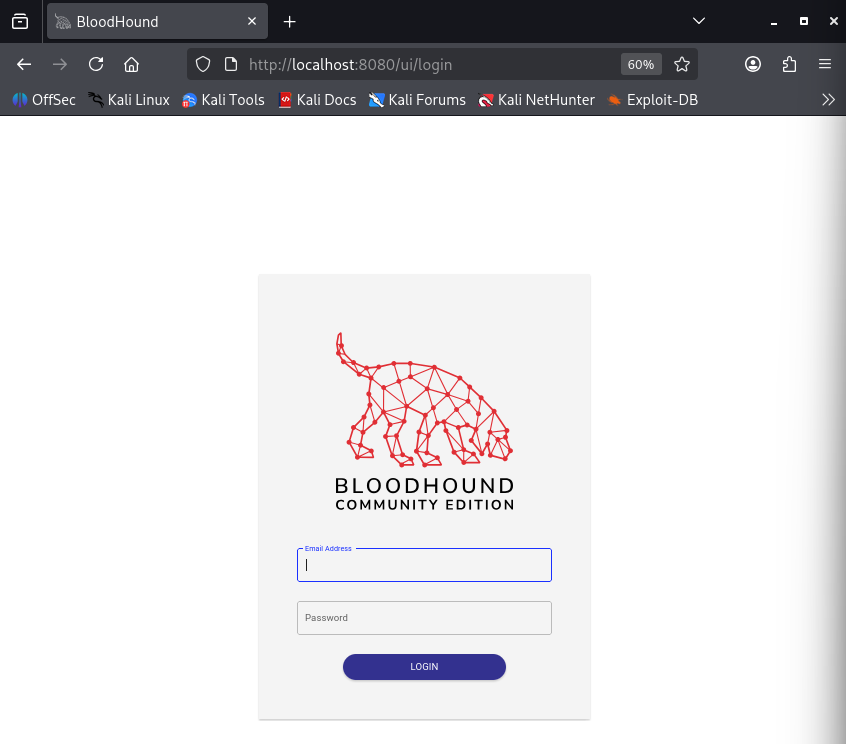 BloodHound
http://localhost:8080/ui/login
60%
OffSec Kali Linux Kali Tools Kali Docs Kali Forums Kali NetHunter Exploit-DB
BLOODHOUND
COMMUNITY EDITION
Email Address
Password
LOGIN